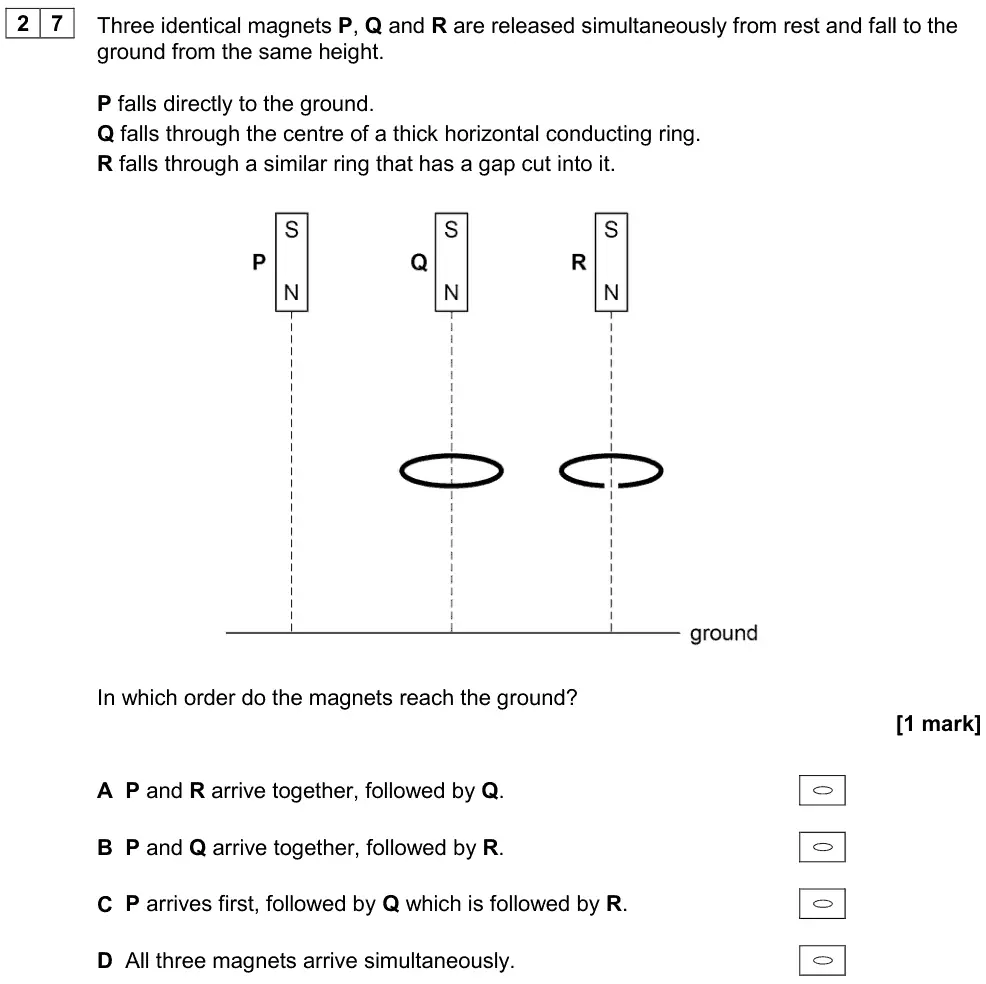 2 7 Three identical magnets P, Q and R are released simultaneously from rest and fall to the
ground from the same height.
P falls directly to the ground.
Q falls through the centre of a thick horizontal conducting ring.
R falls through a similar ring that has a gap cut into it.
S S S
P Q R
N N N
ground
In which order do the magnets reach the ground?
[1 mark]
A P and R arrive together, followed by Q.
B P and Q arrive together, followed by R.
C P arrives first, followed by Q which is followed by R.
D All three magnets arrive simultaneously.